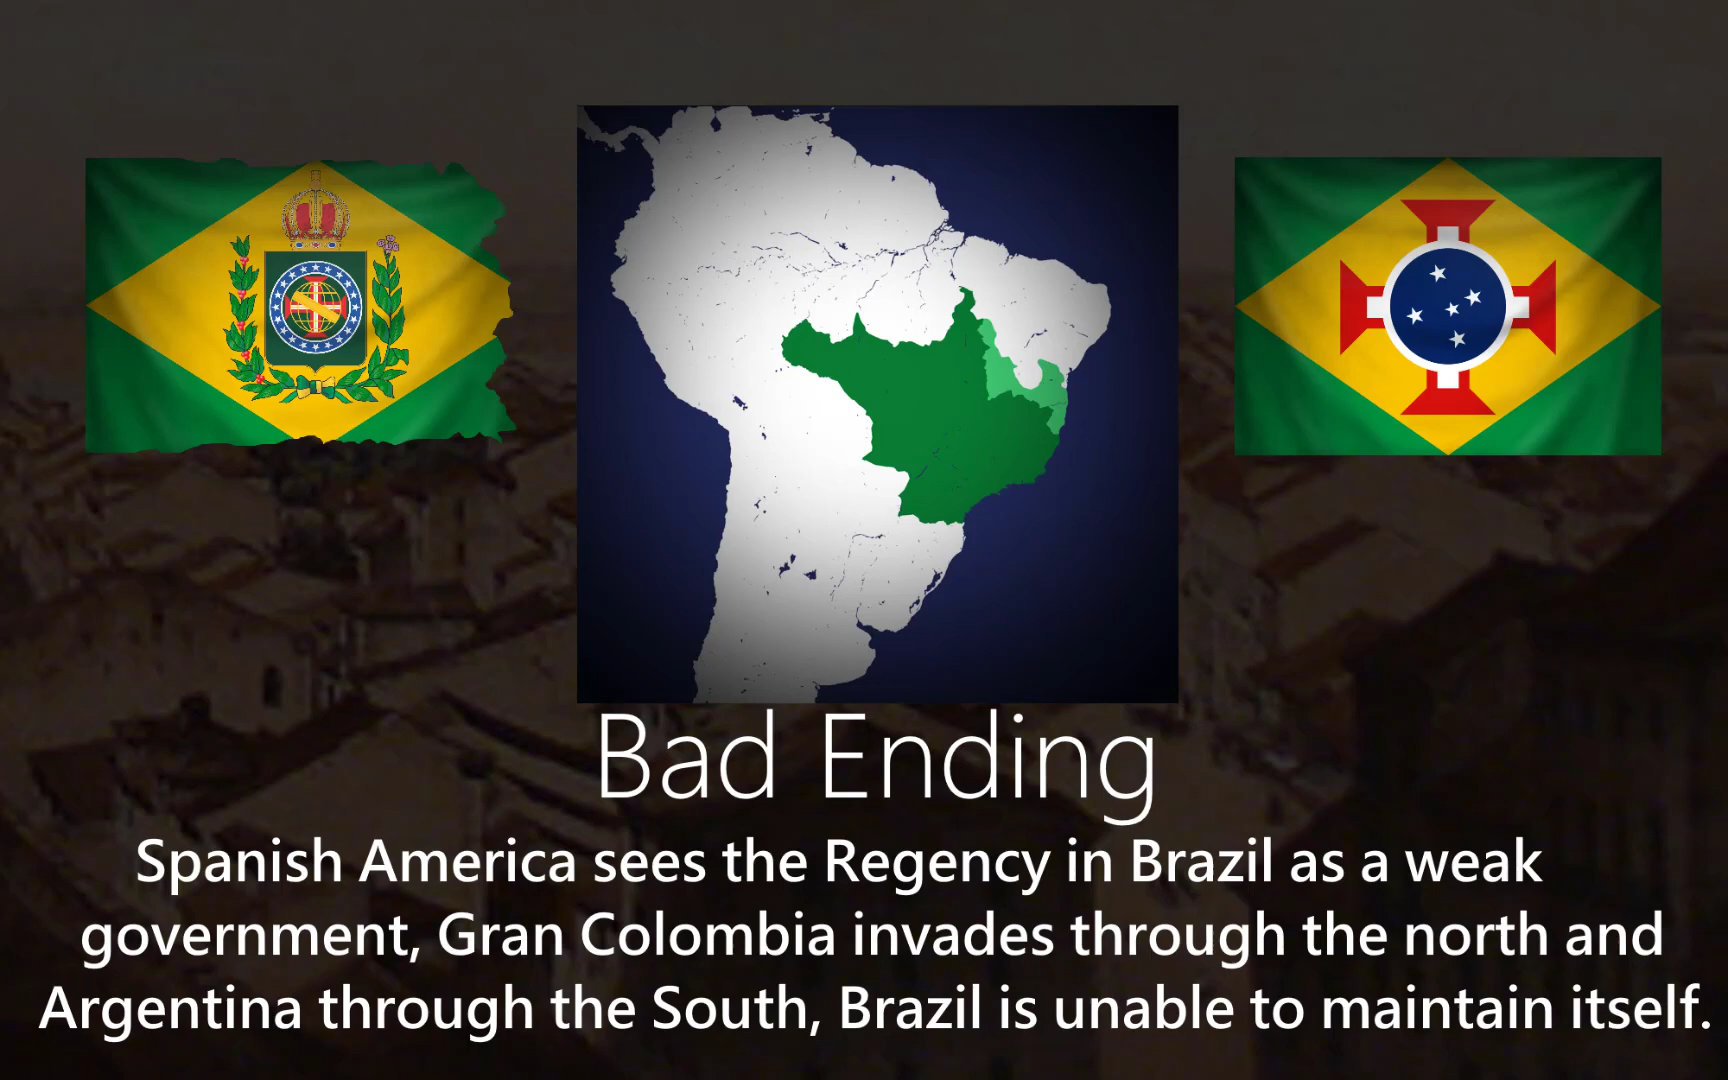 Bad Ending
Spanish America sees the Regency in Brazil as a weak
government, Gran Colombia invades through the north and
Argentina through the South, Brazil is unable to maintain itself.